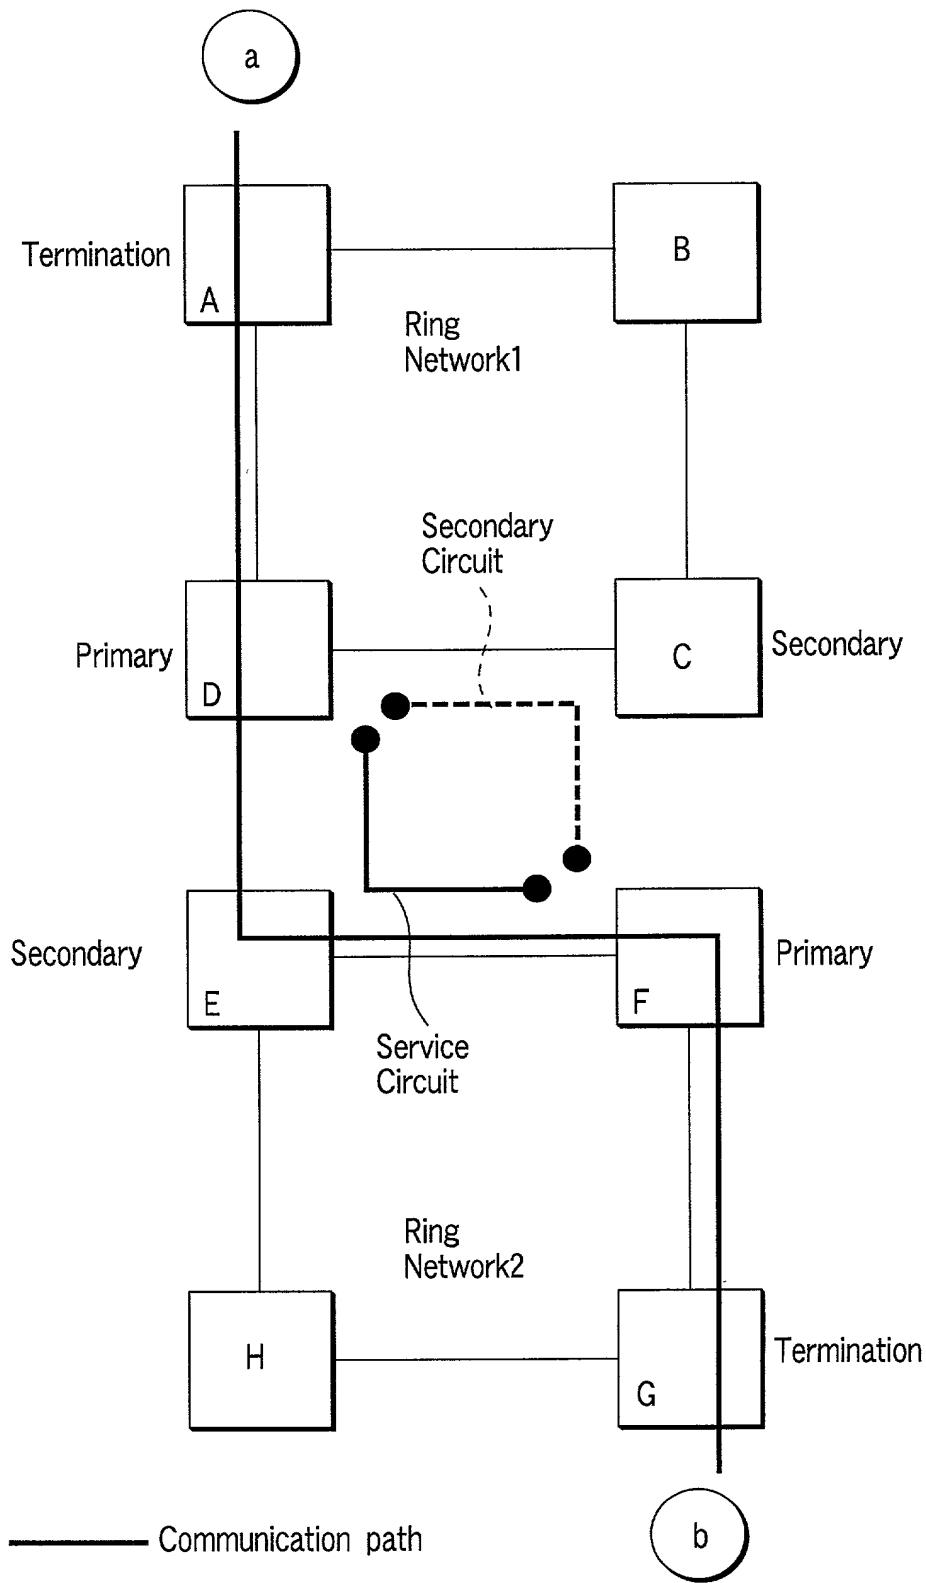 a
Termination
A
B
Ring
Network1
Secondary
Circuit
Primary
D
C
Secondary
Secondary
E
F
Primary
Service
Circuit
Ring
Network2
H
G
Termination
Communication path
b